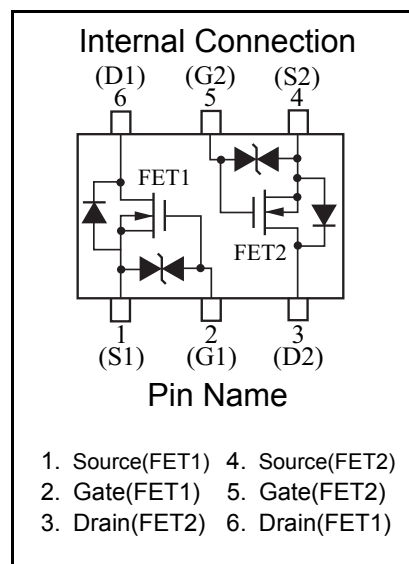 Internal Connection
(D1) (G2) (S2)
6 5 4
FET1
FET2
1 2 3
(S1) (G1) (D2)
Pin Name
1. Source(FET1) 4. Source(FET2)
2. Gate(FET1) 5. Gate(FET2)
3. Drain(FET2) 6. Drain(FET1)